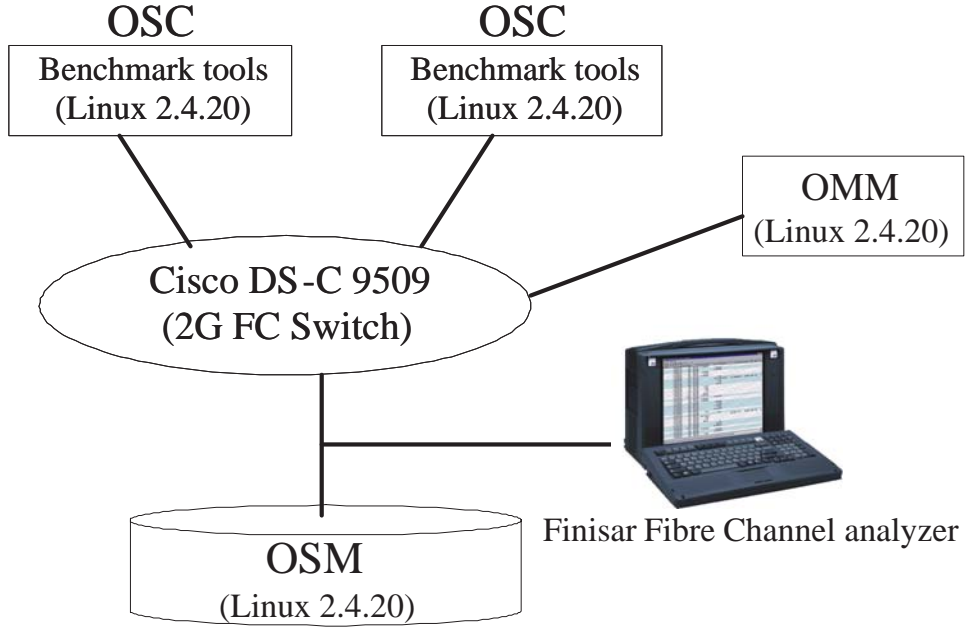 OSC
Benchmark tools
(Linux 2.4.20)
OSC
Benchmark tools
(Linux 2.4.20)
OMM
(Linux 2.4.20)
Cisco DS-C 9509
(2G FC Switch)
Finisar Fibre Channel analyzer
OSM
(Linux 2.4.20)